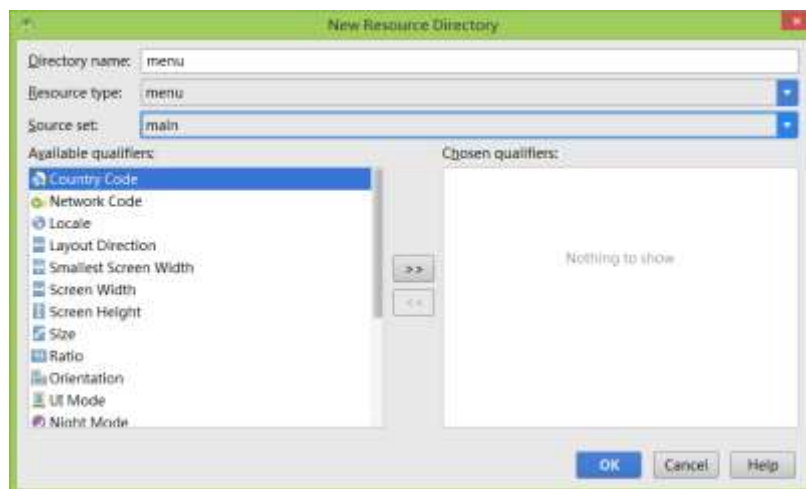 New Resource Directory
Directory name: menu
Resource type: menu
Source set: main
Available qualifiers: Chosen qualifiers:
Country Code
Network Code
Locale
Layout Direction
Smallest Screen Width
Screen Width
Screen Height
Size
Ratio
Orientation
UI Mode
Night Mode
>>
<<
Nothing to show
OK Cancel Help